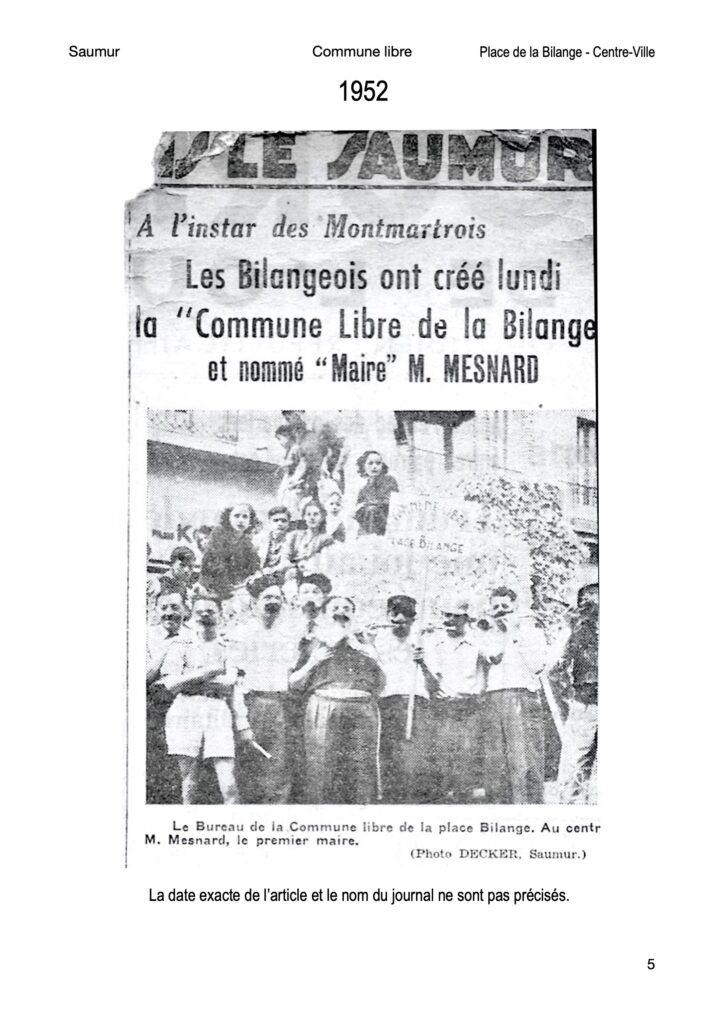 Saumur Commune libre Place de la Bilange - Centre-Ville
1952
LE SAUMUR
A l'instar des Montmartrois
Les Bilangeois ont créé lundi
la "Commune Libre de la Bilange
et nommé "Maire" M. MESNARD
COMMUNE LIBRE
PLACE BILANGE
Le Bureau de la Commune libre de la place Bilange. Au centr
M. Mesnard, le premier maire.
(Photo DECKER, Saumur.)
La date exacte de l'article et le nom du journal ne sont pas précisés.
5